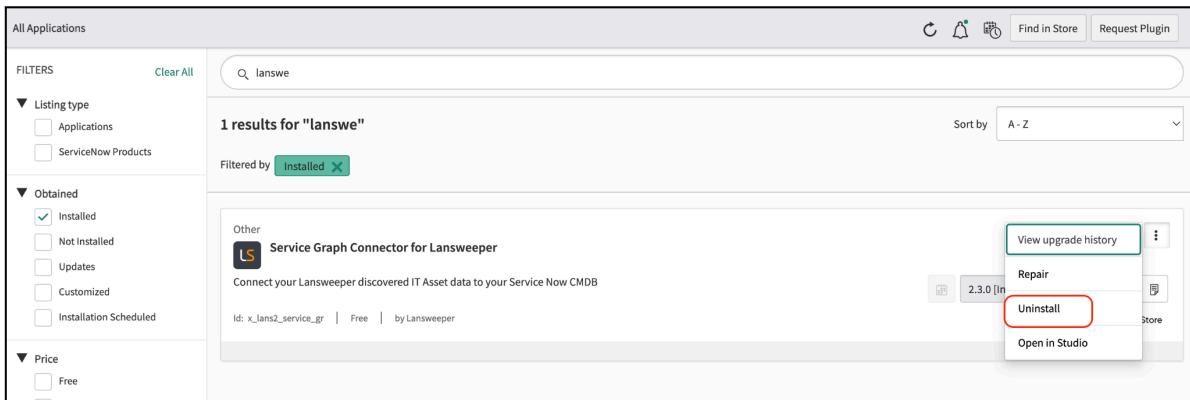 All Applications
Find in Store
Request Plugin
FILTERS
Clear All
lanswe
Listing type
Applications
ServiceNow Products
1 results for "lanswe"
Sort by
A - Z
Filtered by
Installed
Obtained
Installed
Not Installed
Updates
Customized
Installation Scheduled
Other
LS
Service Graph Connector for Lansweeper
Connect your Lansweeper discovered IT Asset data to your Service Now CMDB
Id: x_lans2_service_gr | Free | by Lansweeper
2.3.0 [In
Store
View upgrade history
Repair
Uninstall
Open in Studio
Price
Free